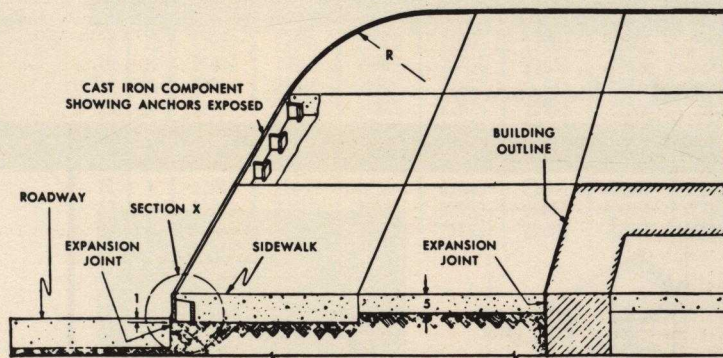 R
CAST IRON COMPONENT
SHOWING ANCHORS EXPOSED
BUILDING
OUTLINE
ROADWAY
SECTION X
EXPANSION
JOINT
SIDEWALK
EXPANSION
JOINT
1
5